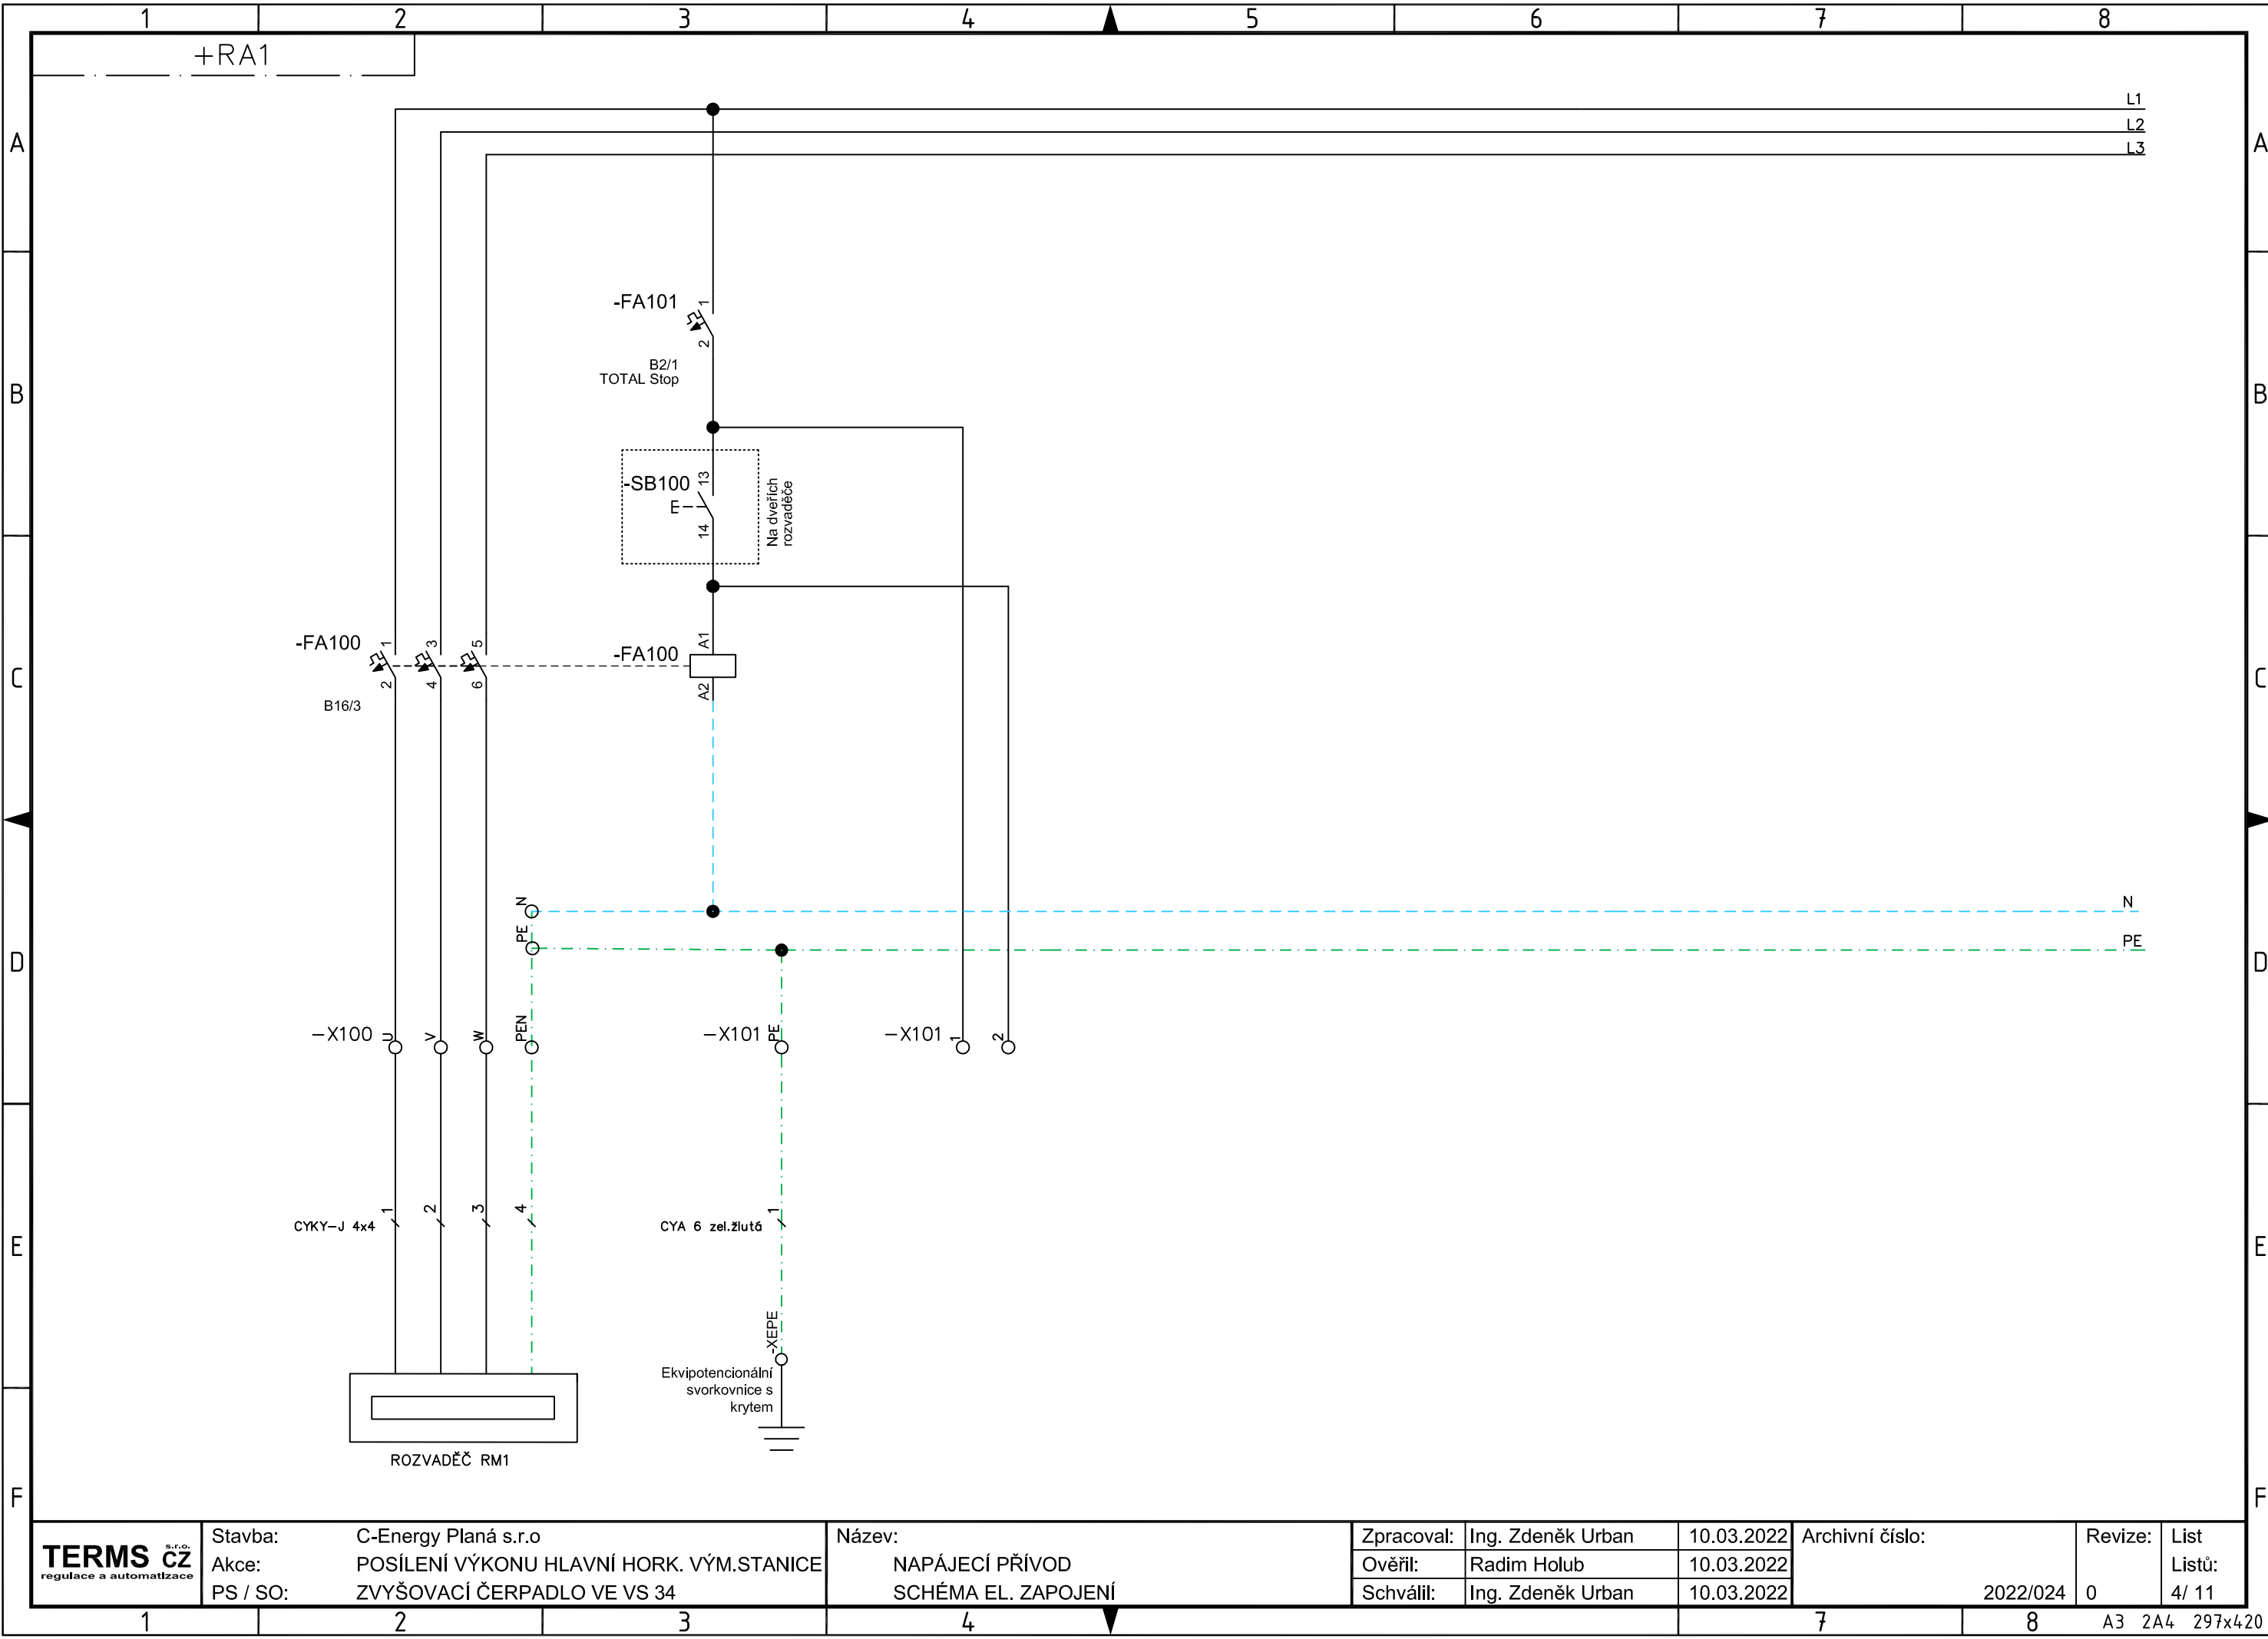 1 2 3 4 5 6 7 8
+RA1
L1
L2
L3
A A
-FA101 1
2
B2/1
TOTAL Stop
B B
-SB100 13
E
14
Na dveřích
rozvaděče
-FA100 1 3 5
2 4 6
B16/3
-FA100 A1
A2
C C
N N
PE PE
D D
-X100 U V W PEN
-X101 PE
-X101 1 2
CYKY-J 4x4 1 2 3 4
CYA 6 zel.žlutá 1
E E
-XEPE
Ekvipotencionální
svorkovnice s
krytem
ROZVADĚČ RM1
F F
TERMS CZ s.r.o.
regulace a automatizace
Stavba: C-Energy Planá s.r.o
Akce: POSÍLENÍ VÝKONU HLAVNÍ HORK. VÝM.STANICE
PS / SO: ZVYŠOVACÍ ČERPADLO VE VS 34
Název:
NAPÁJECÍ PŘÍVOD
SCHÉMA EL. ZAPOJENÍ
Zpracoval: Ing. Zdeněk Urban 10.03.2022
Ověřil: Radim Holub 10.03.2022
Schválil: Ing. Zdeněk Urban 10.03.2022
Archivní číslo:
2022/024
Revize:
0
List
Listů:
4/ 11
1 2 3 4 7 8
A3 2A4 297x420